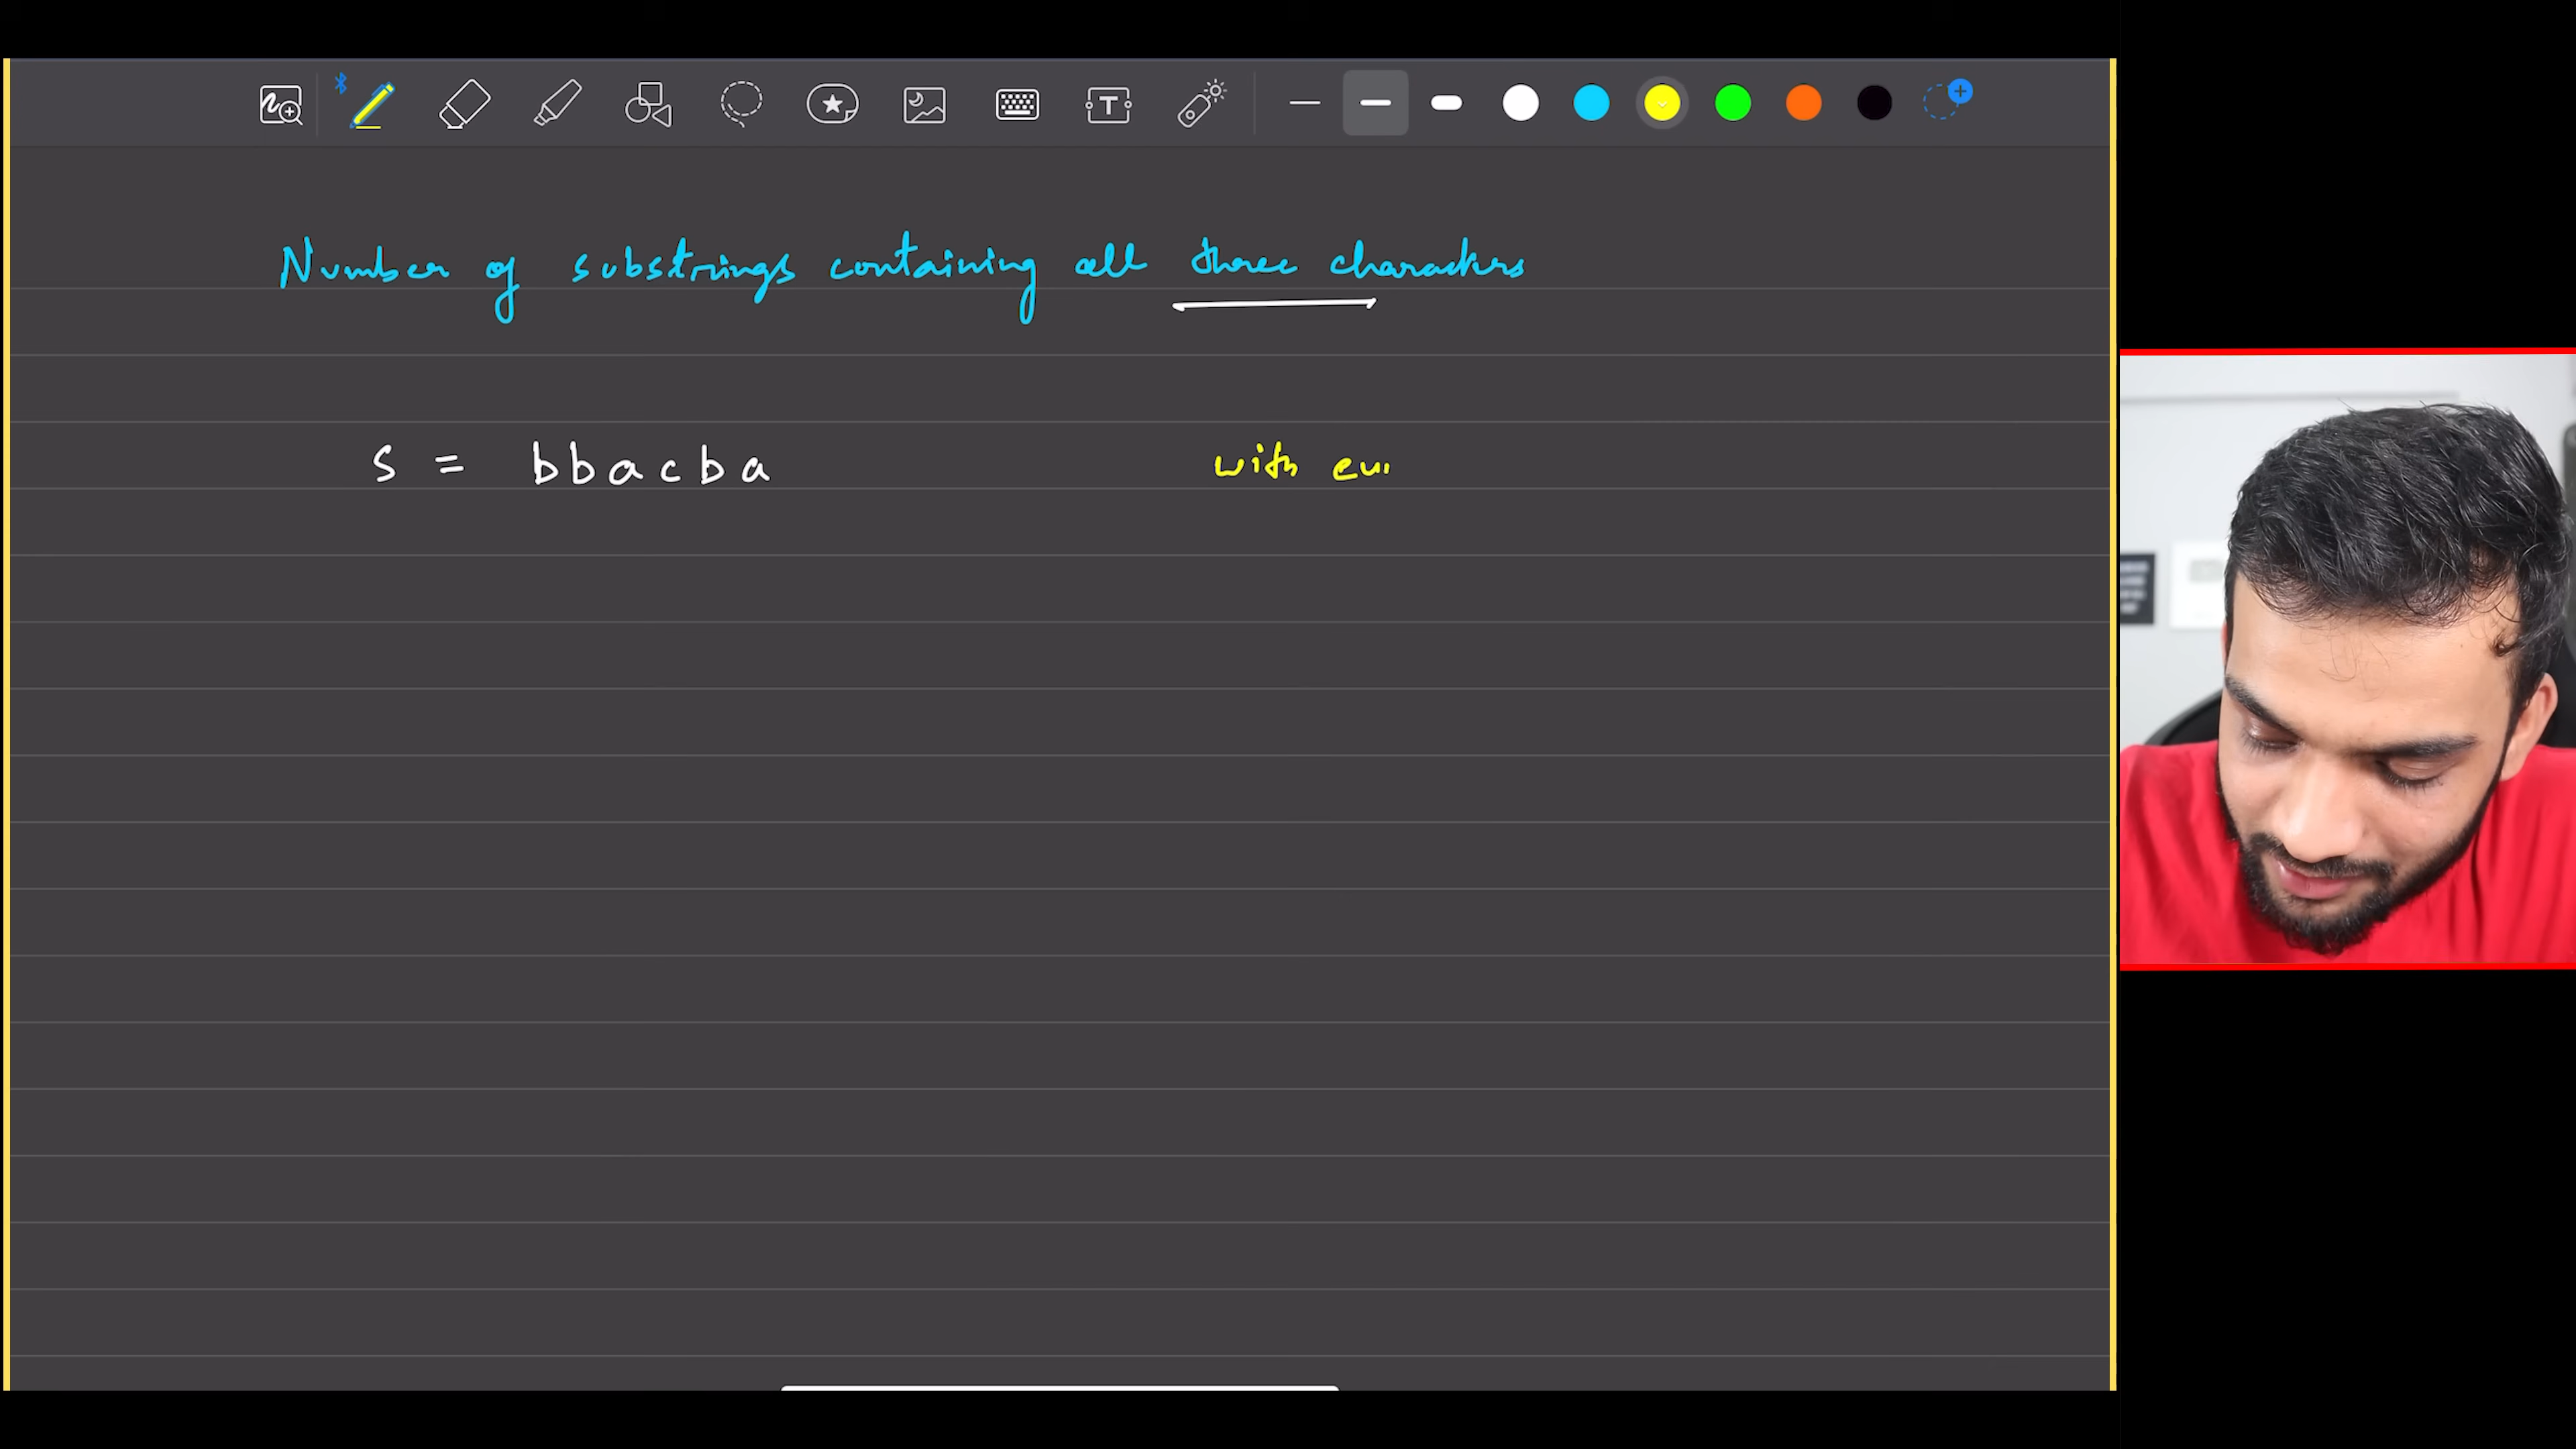 Number of substrings containing all three characters
s = bbacba
with